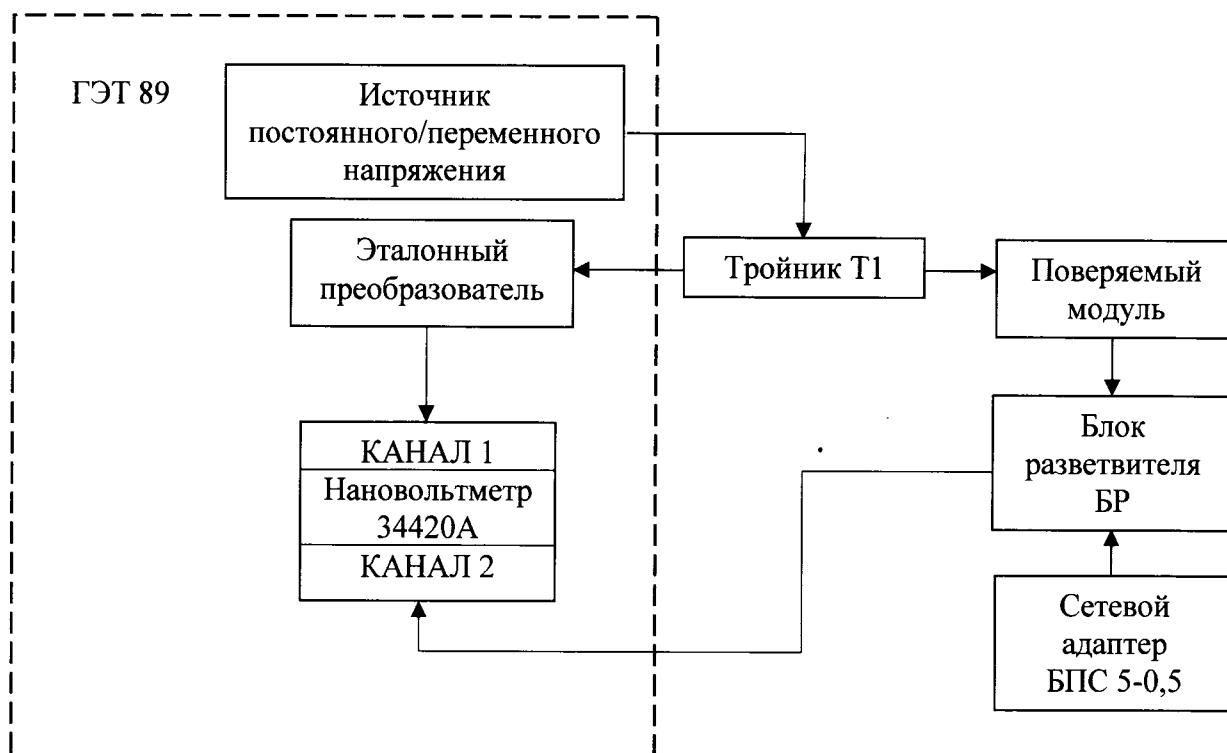 ГЭТ 89
Источник
постоянного/переменного
напряжения
Эталонный
преобразователь
Тройник Т1
Поверяемый
модуль
КАНАЛ 1
Нановольтметр
34420А
КАНАЛ 2
Блок
разветвителя
БР
Сетевой
адаптер
БПС 5-0,5